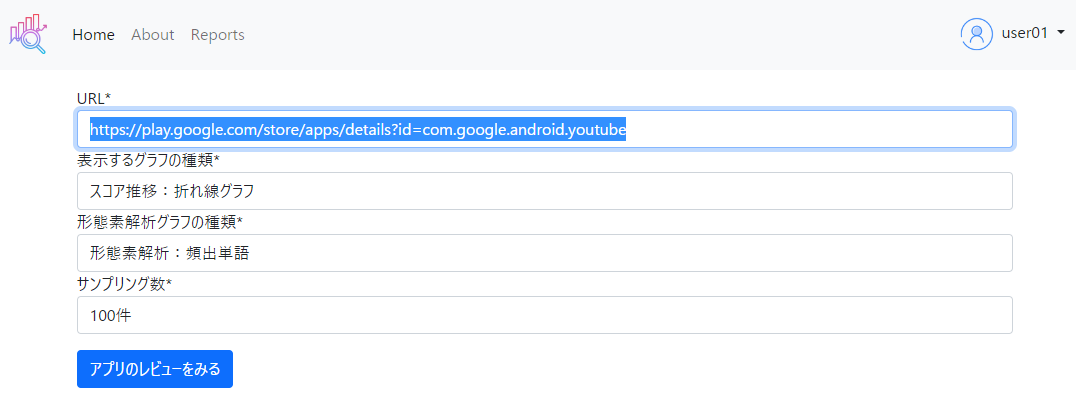 Home About Reports user01
URL*
https://play.google.com/store/apps/details?id=com.google.android.youtube
表示するグラフの種類*
スコア推移：折れ線グラフ
形態素解析グラフの種類*
形態素解析：頻出単語
サンプリング数*
100件
アプリのレビューをみる